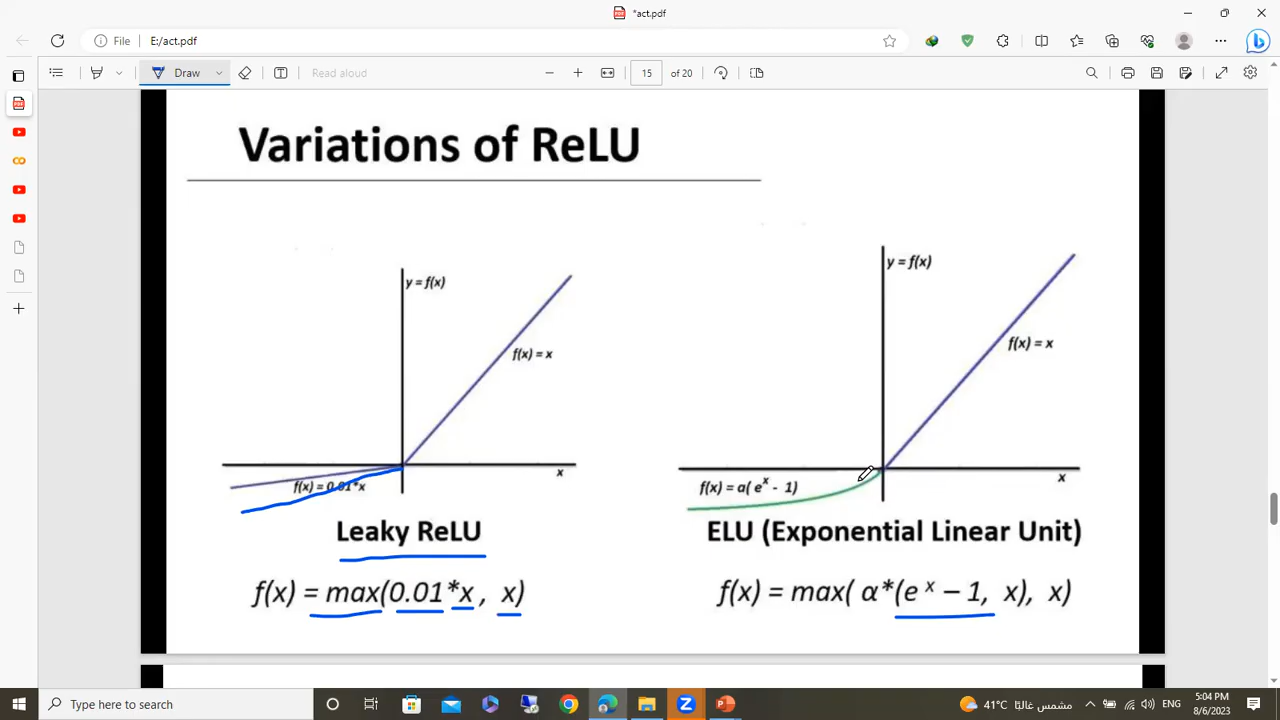 *act.pdf
File
E:/act.pdf
Draw
Read aloud
15
of 20
Variations of ReLU
y = f(x)
f(x) = x
x
f(x) = 0.01*x
Leaky ReLU
f(x) = max(0.01*x , x)
y = f(x)
f(x) = x
x
f(x) = a( eˣ - 1)
ELU (Exponential Linear Unit)
f(x) = max( α*(e ˣ – 1, x), x)
Type here to search
41°C مشمس غالبًا
ENG
5:04 PM
8/6/2023